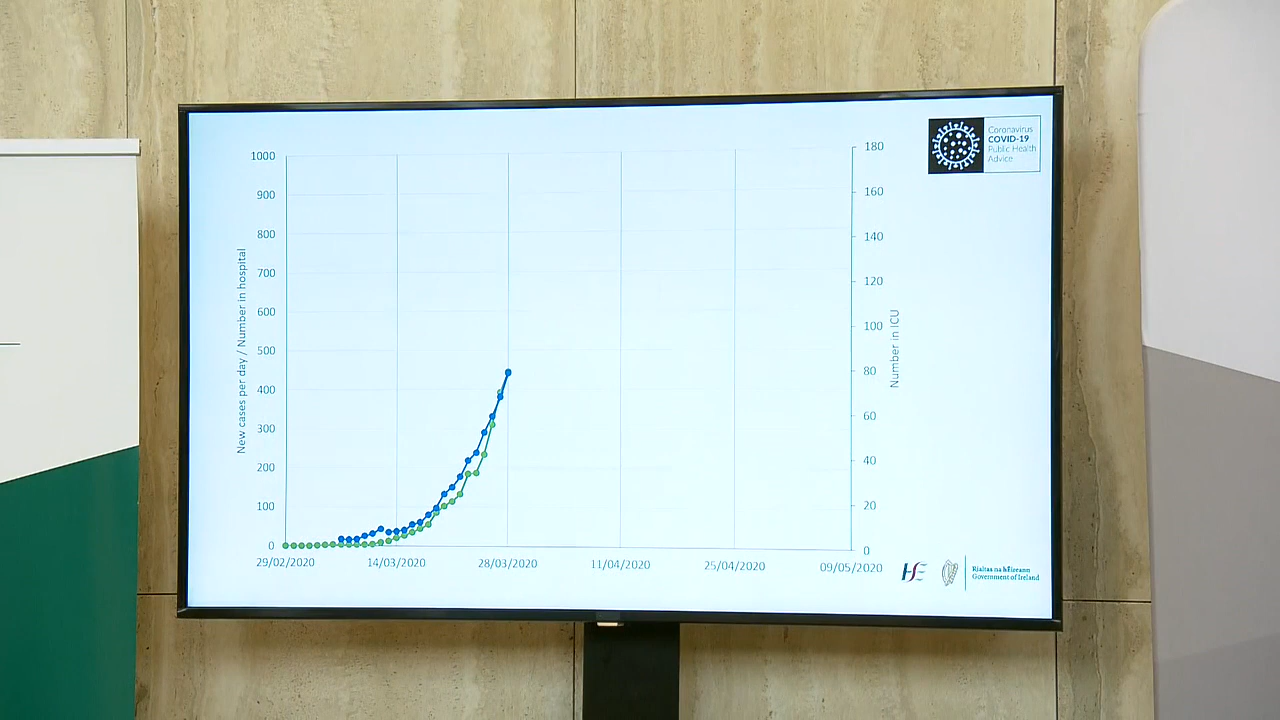 Coronavirus
COVID-19
Public Health
Advice
New cases per day / Number in hospital
1000
900
800
700
600
500
400
300
200
100
0
180
160
140
120
100
80
60
40
20
0
Number in ICU
29/02/2020 14/03/2020 28/03/2020 11/04/2020 25/04/2020 09/05/2020
HSE
Rialtas na hÉireann
Government of Ireland